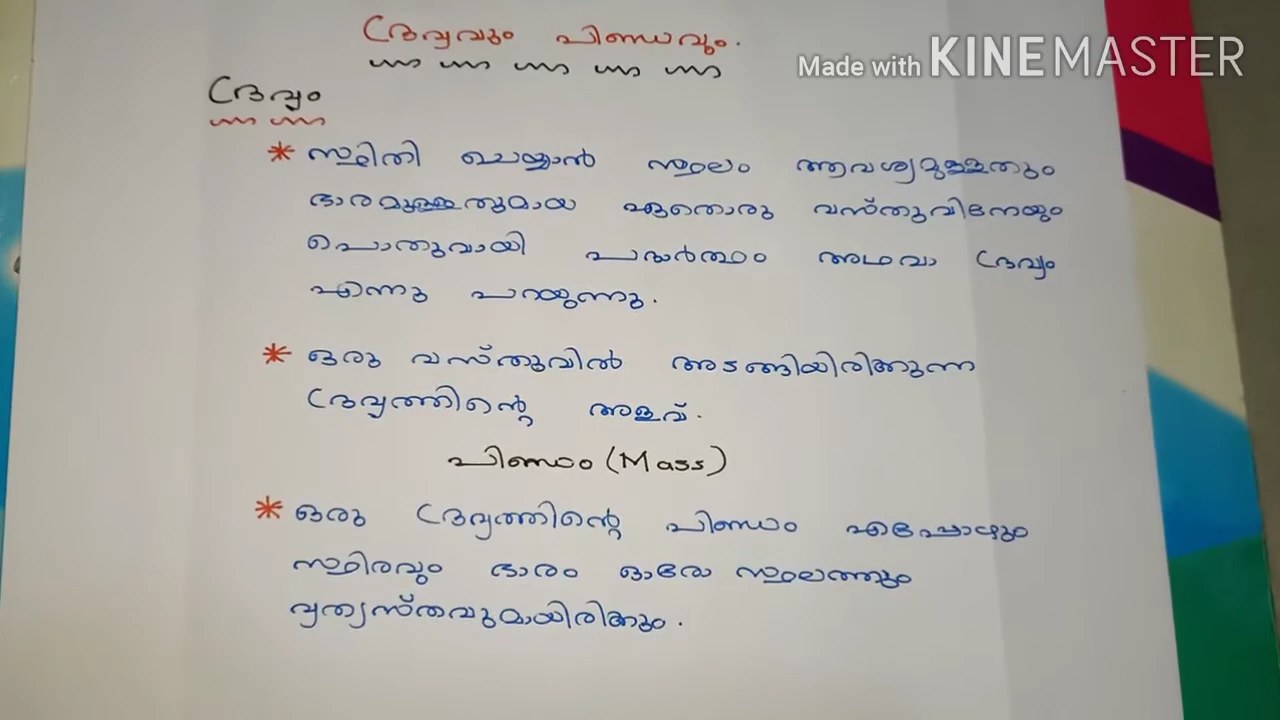 ദ്രവ്യവും പിണ്ഡവും.
Made with KINEMASTER
ദ്രവ്യം
* സ്ഥിതി ചെയ്യാൻ സ്ഥലം ആവശ്യമുള്ളതും
ഭാരമുള്ളതുമായ ഏതൊരു വസ്തുവിനേയും
പൊതുവായി പദാർത്ഥം അഥവാ ദ്രവ്യം
എന്നു പറയുന്നു.
* ഒരു വസ്തുവിൽ അടങ്ങിയിരിക്കുന്ന
ദ്രവ്യത്തിന്റെ അളവ്.
പിണ്ഡം (Mass)
* ഒരു ദ്രവ്യത്തിന്റെ പിണ്ഡം എപ്പോഴും
സ്ഥിരവും ഭാരം ഓരോ സ്ഥലത്തും
വ്യത്യസ്തവുമായിരിക്കും.